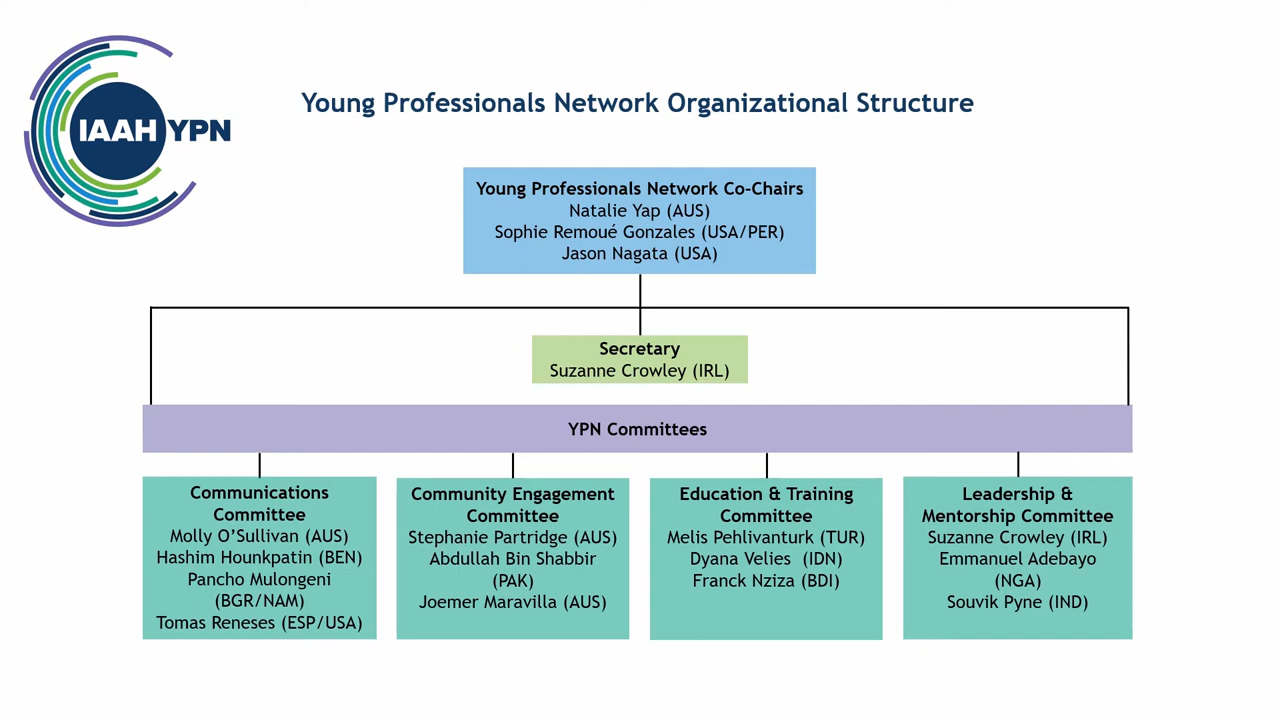 IAAH YPN
Young Professionals Network Organizational Structure
Young Professionals Network Co-Chairs
Natalie Yap (AUS)
Sophie Remoué Gonzales (USA/PER)
Jason Nagata (USA)
Secretary
Suzanne Crowley (IRL)
YPN Committees
Communications
Committee
Molly O’Sullivan (AUS)
Hashim Hounkpatin (BEN)
Pancho Mulongeni
(BGR/NAM)
Tomas Reneses (ESP/USA)
Community Engagement
Committee
Stephanie Partridge (AUS)
Abdullah Bin Shabbir
(PAK)
Joemer Maravilla (AUS)
Education & Training
Committee
Melis Pehlivanturk (TUR)
Dyana Velies (IDN)
Franck Nziza (BDI)
Leadership &
Mentorship Committee
Suzanne Crowley (IRL)
Emmanuel Adebayo
(NGA)
Souvik Pyne (IND)